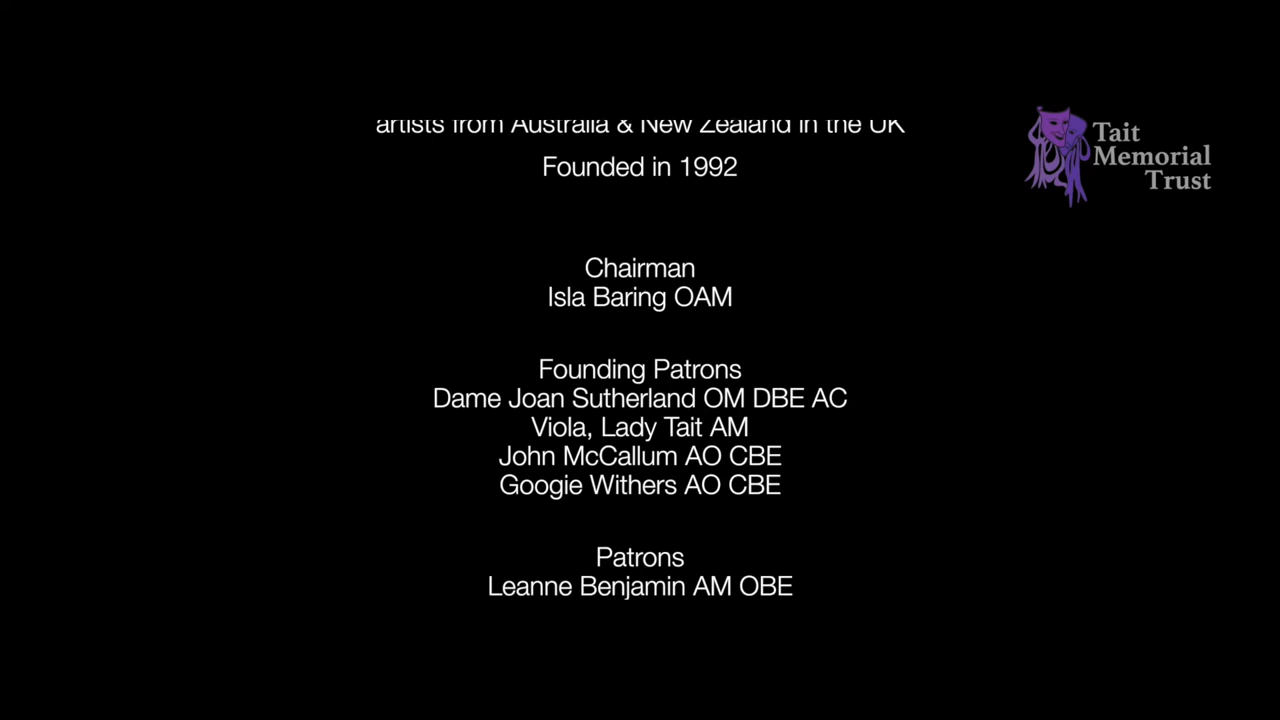 artists from Australia & New Zealand in the UK
Founded in 1992
Tait
Memorial
Trust
Chairman
Isla Baring OAM
Founding Patrons
Dame Joan Sutherland OM DBE AC
Viola, Lady Tait AM
John McCallum AO CBE
Googie Withers AO CBE
Patrons
Leanne Benjamin AM OBE